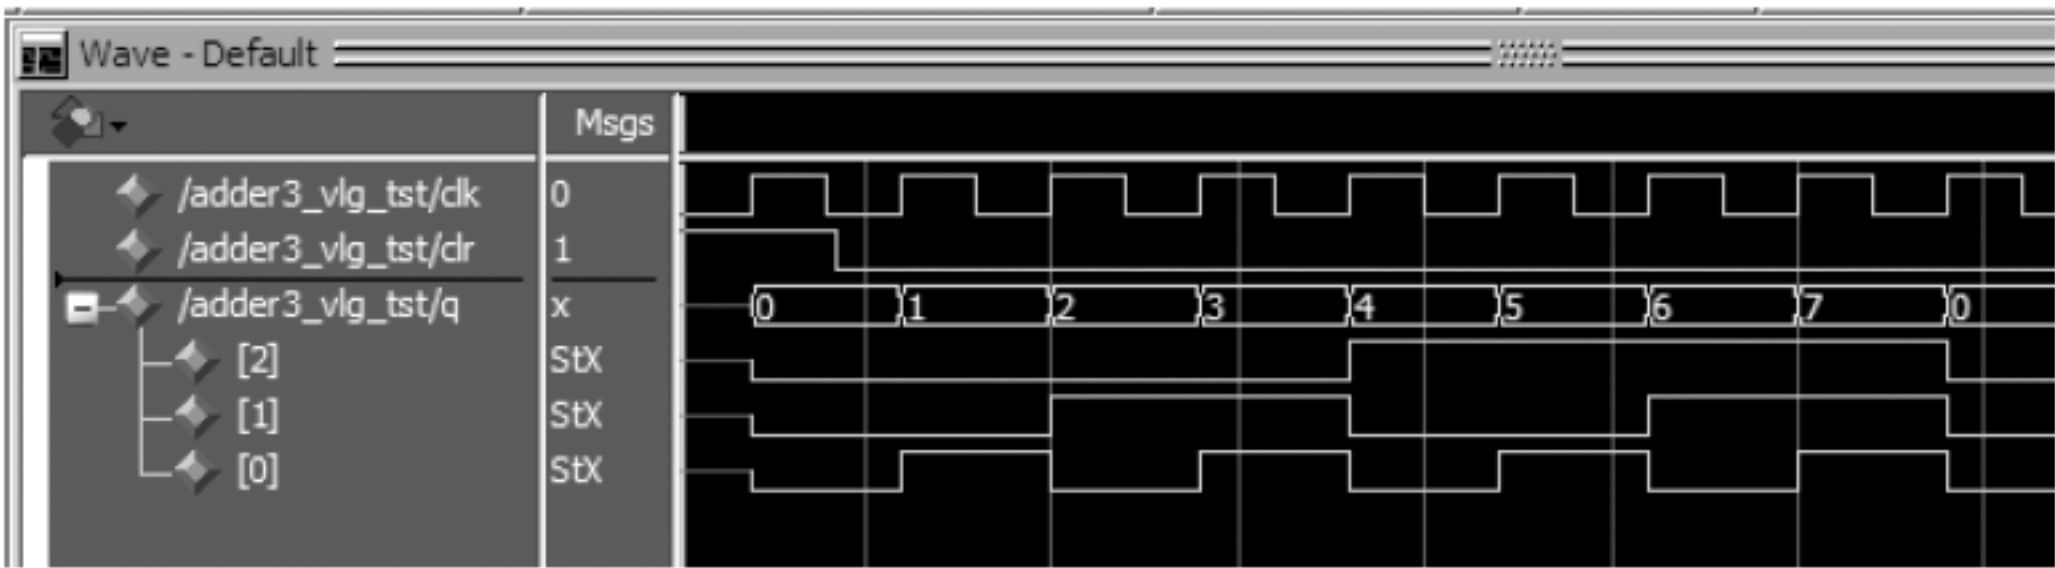 Wave - Default
Msgs
/adder3_vlg_tst/clk 0
/adder3_vlg_tst/clr 1
/adder3_vlg_tst/q x 0 1 2 3 4 5 6 7 0
[2] StX
[1] StX
[0] StX